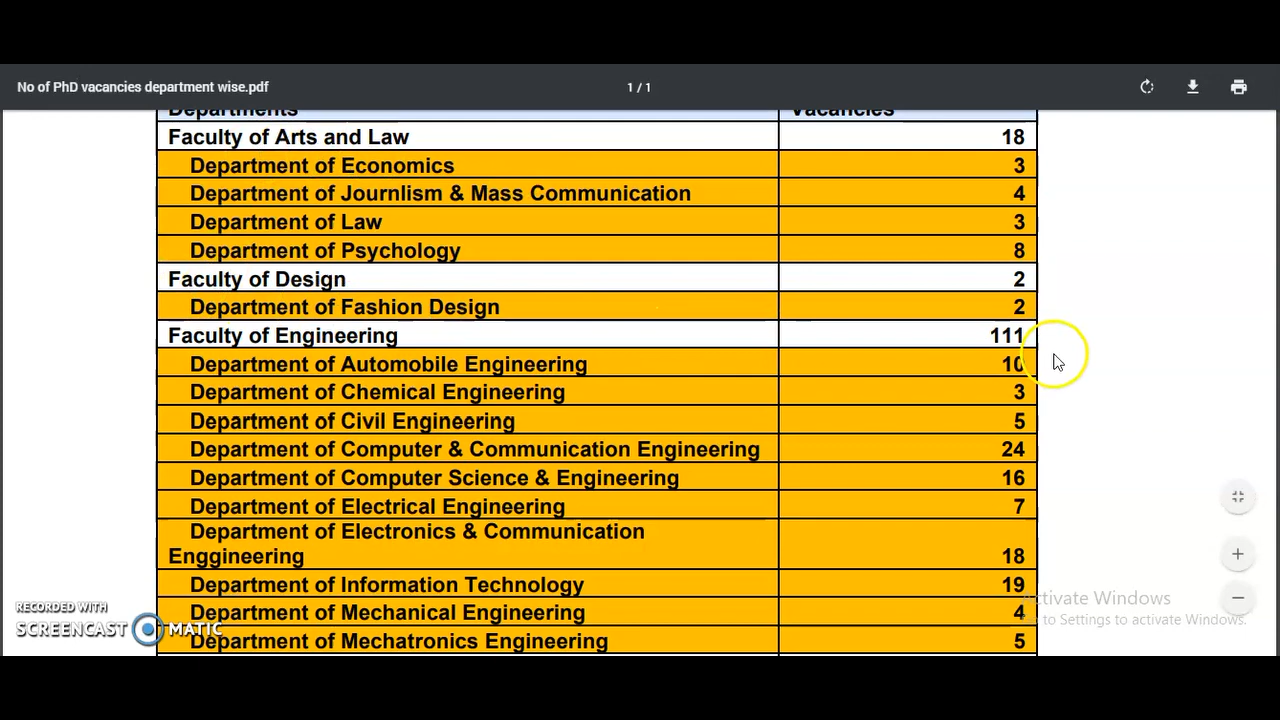 No of PhD vacancies department wise.pdf 1 / 1
Departments Vacancies
Faculty of Arts and Law 18
Department of Economics 3
Department of Journlism & Mass Communication 4
Department of Law 3
Department of Psychology 8
Faculty of Design 2
Department of Fashion Design 2
Faculty of Engineering 111
Department of Automobile Engineering 10
Department of Chemical Engineering 3
Department of Civil Engineering 5
Department of Computer & Communication Engineering 24
Department of Computer Science & Engineering 16
Department of Electrical Engineering 7
Department of Electronics & Communication
Enggineering 18
Department of Information Technology 19
Department of Mechanical Engineering 4
Department of Mechatronics Engineering 5
RECORDED WITH
SCREENCAST MATIC
Activate Windows
to Settings to activate Windows.